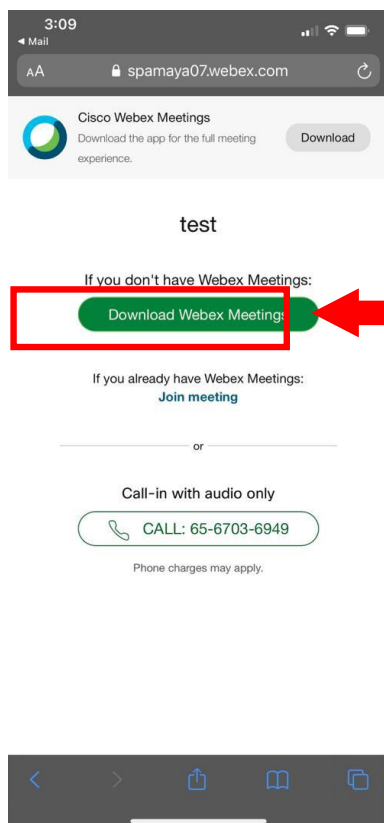 3:09
Mail
AA spamaya07.webex.com
Cisco Webex Meetings
Download the app for the full meeting
experience.
Download
test
If you don't have Webex Meetings:
Download Webex Meetings
If you already have Webex Meetings:
Join meeting
or
Call-in with audio only
CALL: 65-6703-6949
Phone charges may apply.